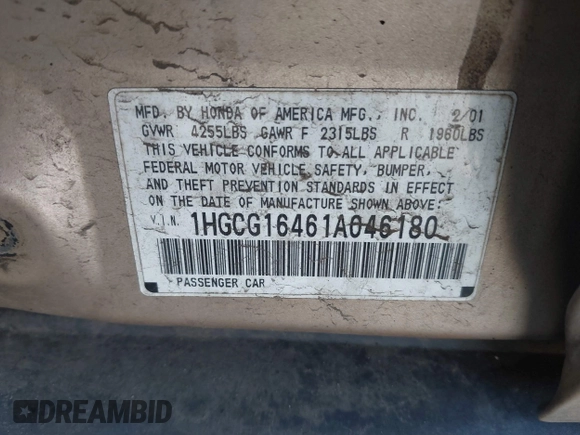 MFD. BY HONDA OF AMERICA MFG., INC. 2/01
GVWR 4255LBS GAWR F 2315LBS R 1960LBS
THIS VEHICLE CONFORMS TO ALL APPLICABLE
FEDERAL MOTOR VEHICLE SAFETY, BUMPER,
AND THEFT PREVENTION STANDARDS IN EFFECT
ON THE DATE OF MANUFACTURE SHOWN ABOVE:
V.I.N. 1HGCG16461A046180
PASSENGER CAR
DREAMBID